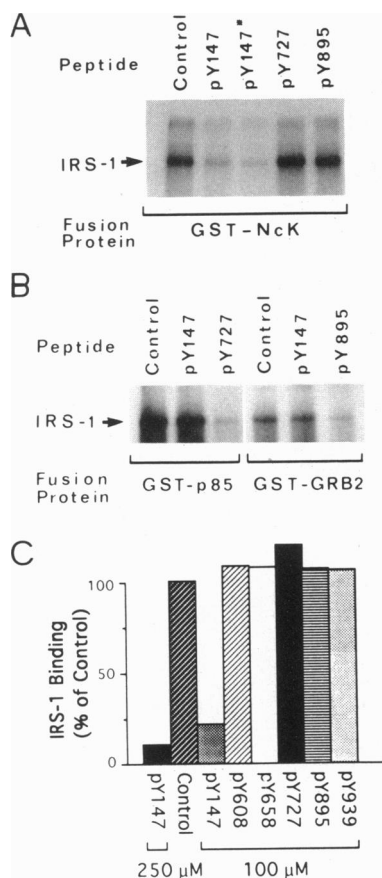 A
Peptide
Control
pY147
pY147*
pY727
pY895
IRS-1
Fusion
Protein
GST-NcK
B
Peptide
Control
pY147
pY727
Control
pY147
pY895
IRS-1
Fusion
Protein
GST-p85
GST-GRB2
C
IRS-1 Binding
(% of Control)
100
50
0
pY147
Control
pY147
pY608
pY658
pY727
pY895
pY939
250 µM
100 µM